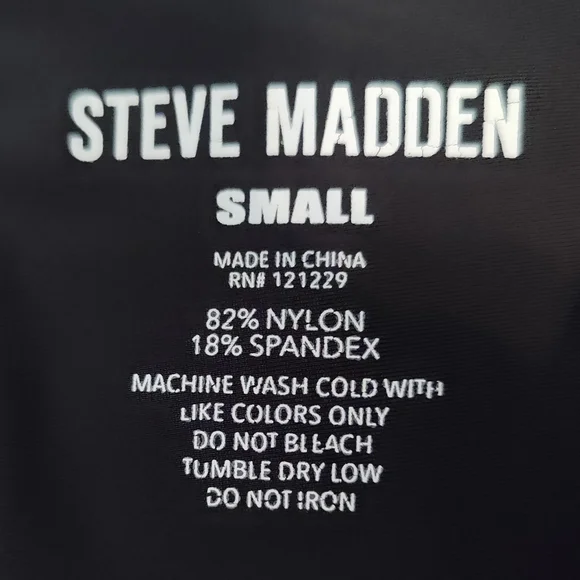 STEVE MADDEN
SMALL
MADE IN CHINA
RN# 121229
82% NYLON
18% SPANDEX
MACHINE WASH COLD WITH
LIKE COLORS ONLY
DO NOT BLEACH
TUMBLE DRY LOW
DO NOT IRON